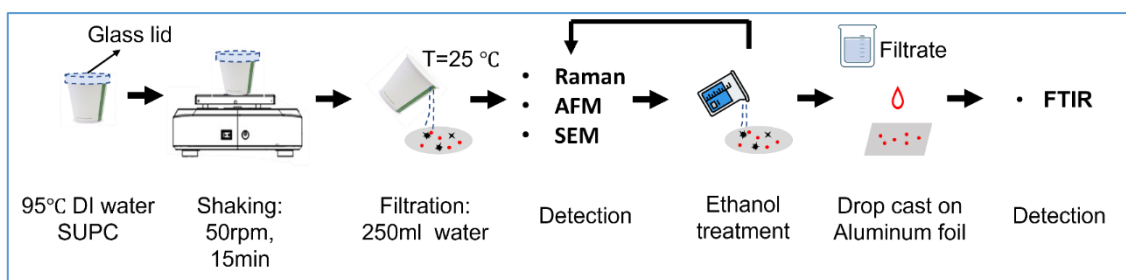 Glass lid
T=25 ℃
Filtrate
• Raman
• AFM
• SEM
• FTIR
95℃ DI water
SUPC
Shaking:
50rpm,
15min
Filtration:
250ml water
Detection
Ethanol
treatment
Drop cast on
Aluminum foil
Detection